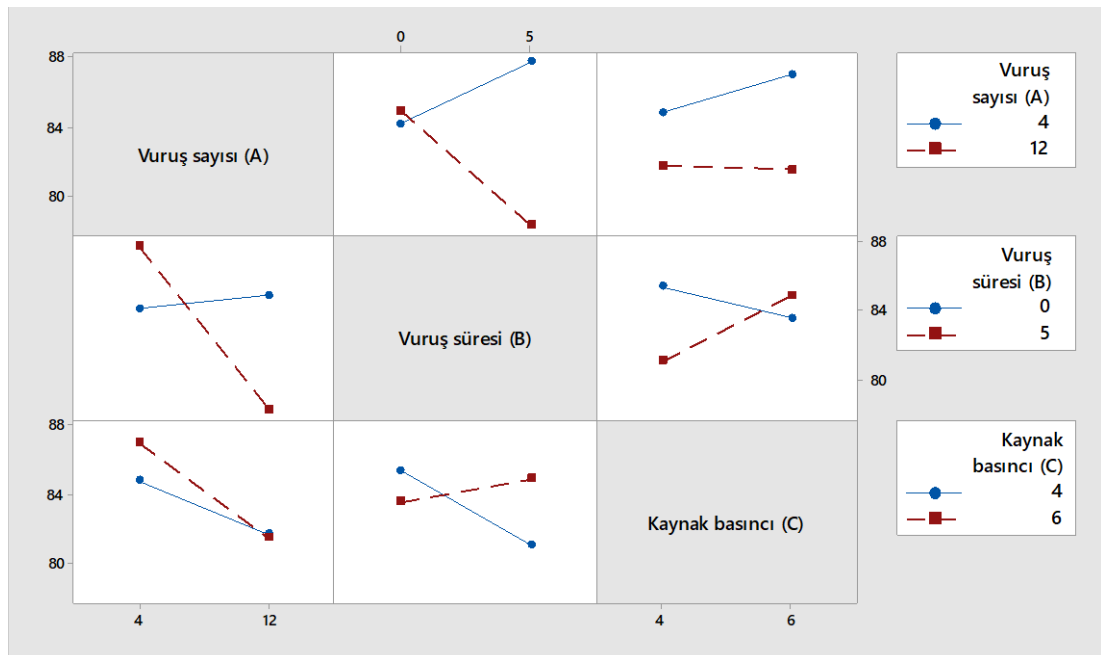 0 5
88
84
80
Vuruş sayısı (A)
Vuruş
sayısı (A)
4
12
Vuruş süresi (B)
88
84
80
Vuruş
süresi (B)
0
5
88
84
80
Kaynak basıncı (C)
Kaynak
basıncı (C)
4
6
4 12 4 6